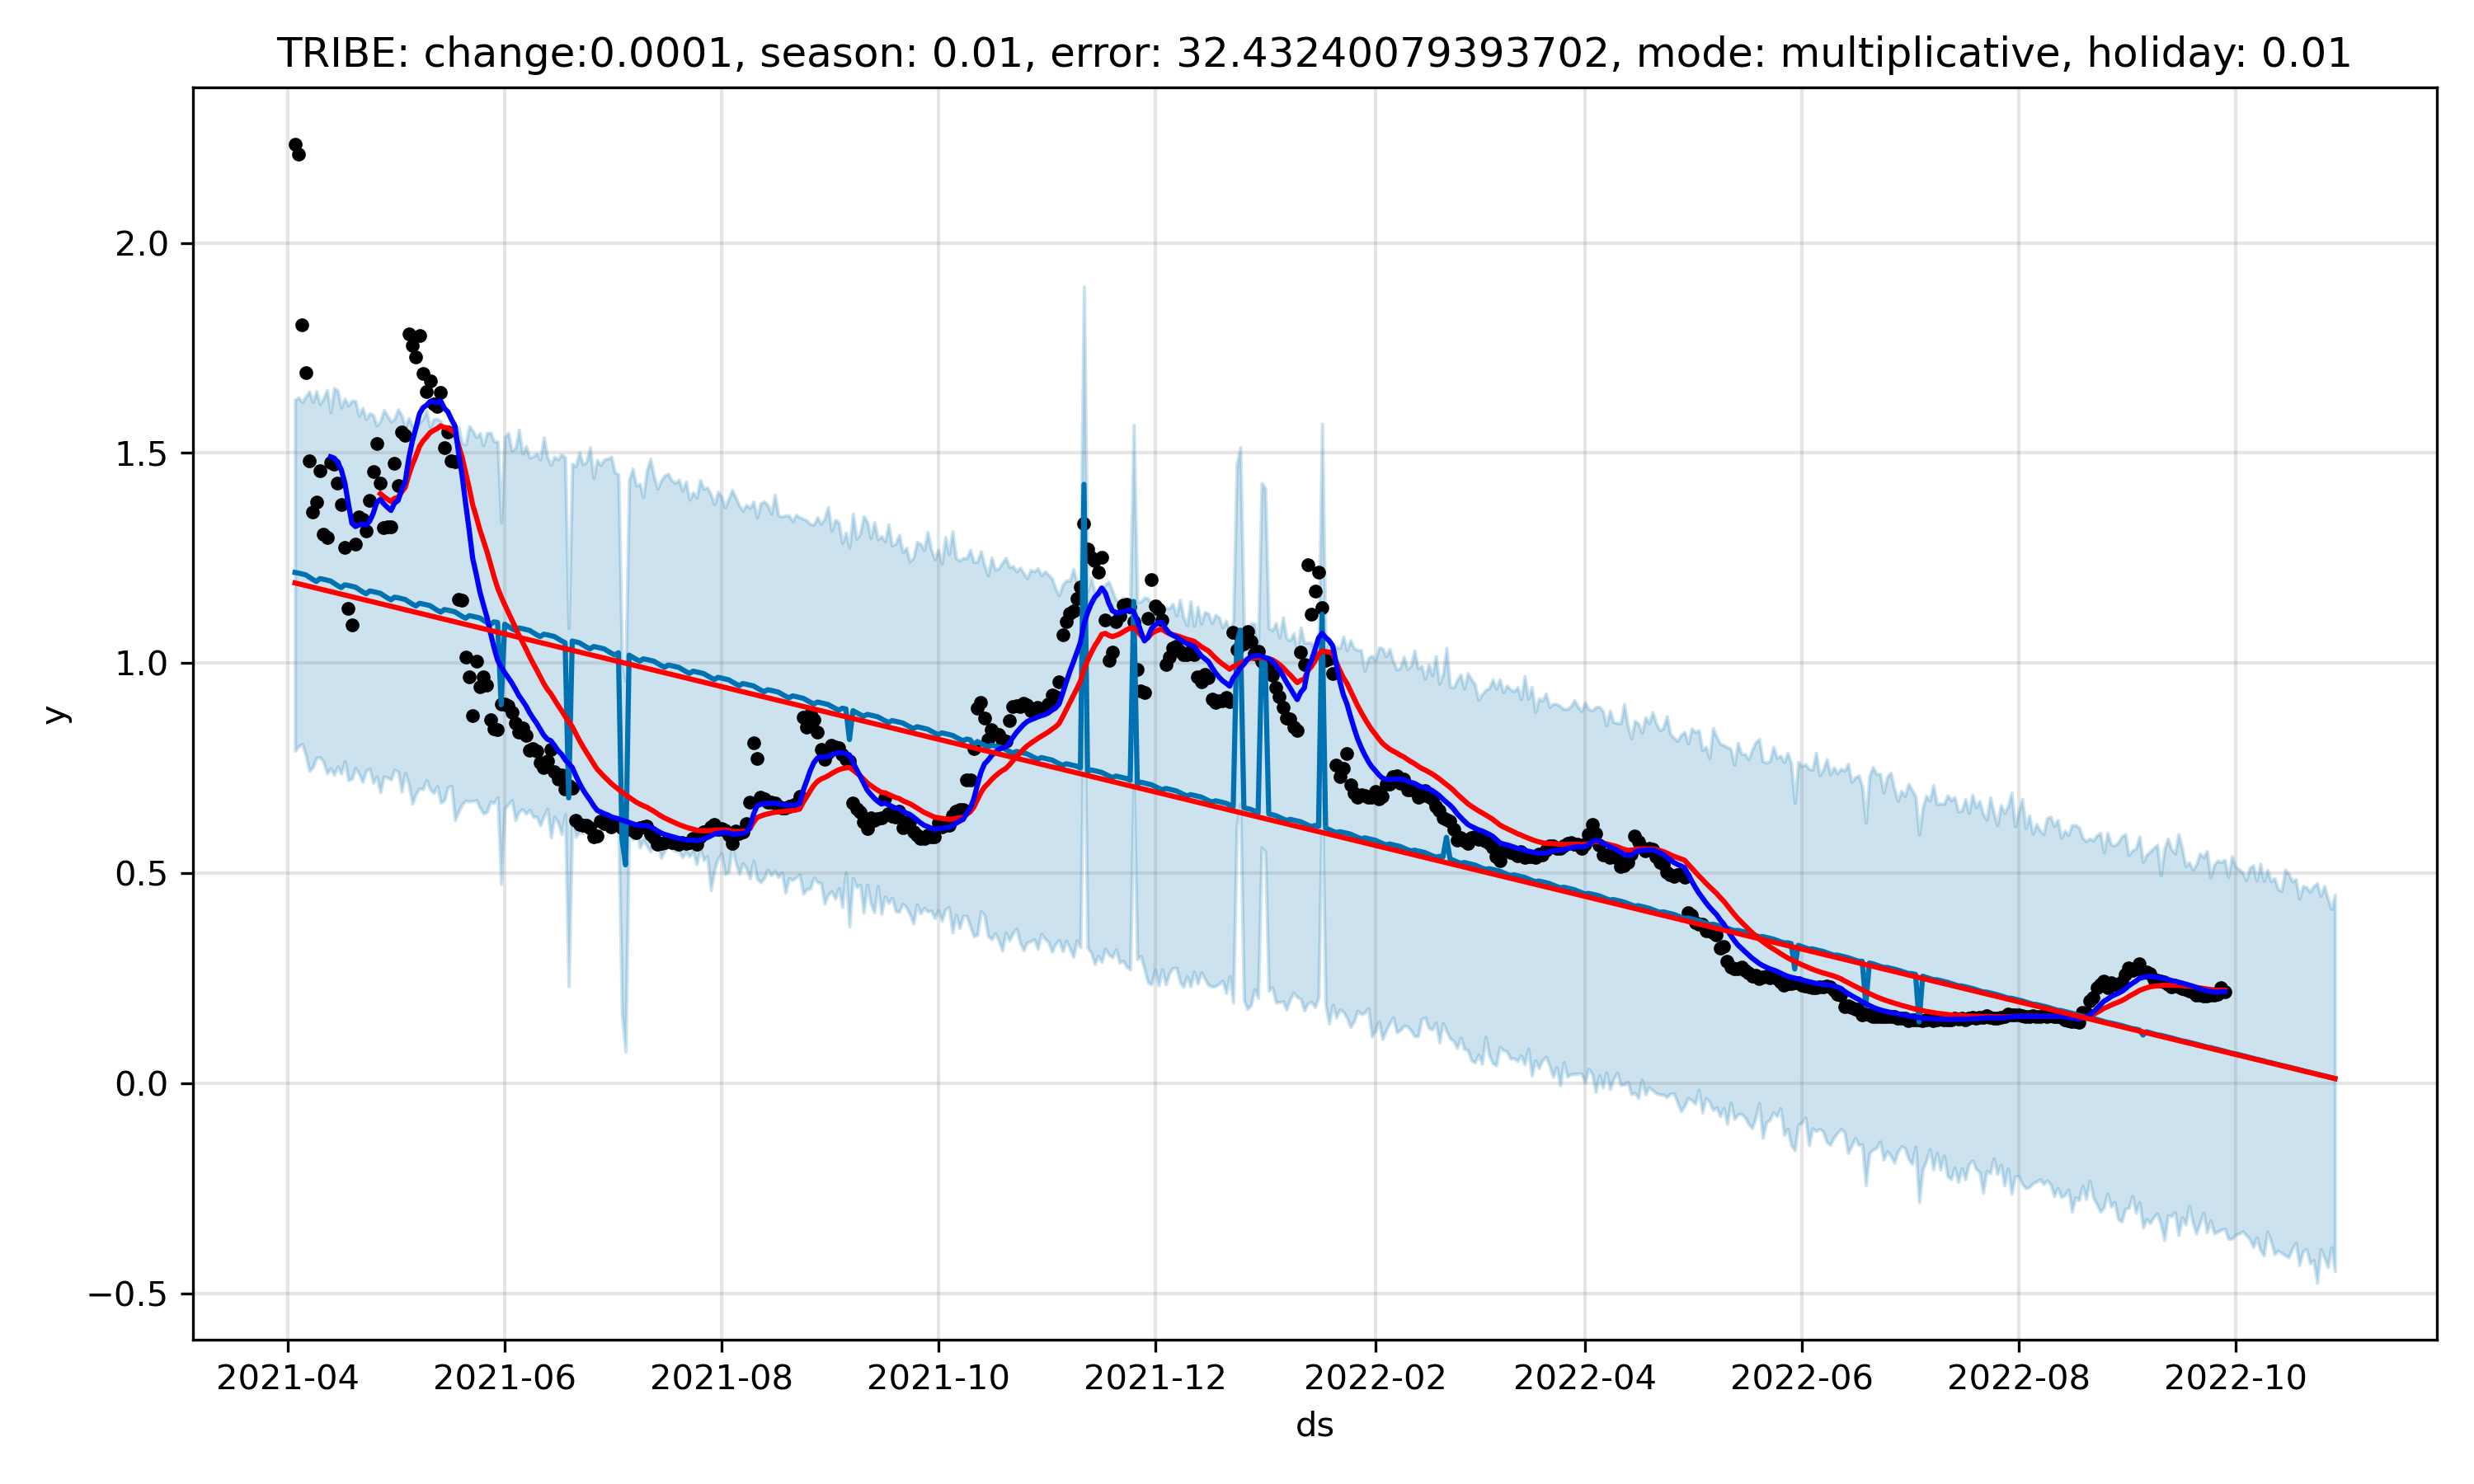 TRIBE: change:0.0001, season: 0.01, error: 32.43240079393702, mode: multiplicative, holiday: 0.01
2.0
1.5
1.0
0.5
0.0
−0.5
y
2021-04 2021-06 2021-08 2021-10 2021-12 2022-02 2022-04 2022-06 2022-08 2022-10
ds